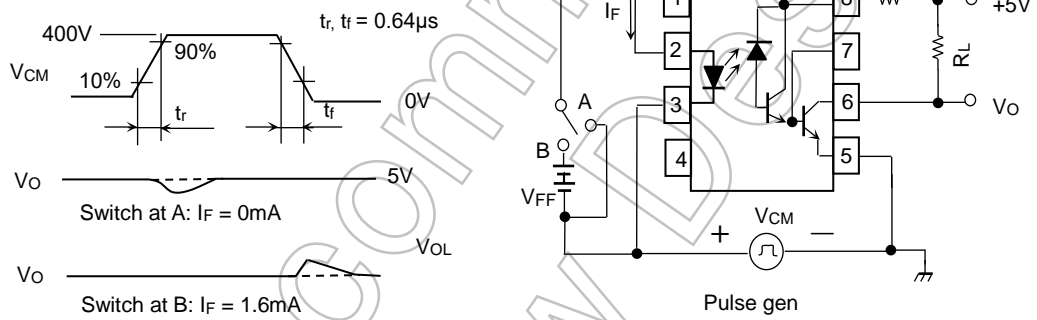 tr, tf = 0.64μs
400V
90%
VCM
10%
0V
tr
tf
VO
5V
Switch at A: IF = 0mA
VOL
VO
Switch at B: IF = 1.6mA
IF
1
2
3
4
8
7
6
5
+5V
RL
VO
A
B
VFF
VCM
+
—
Pulse gen